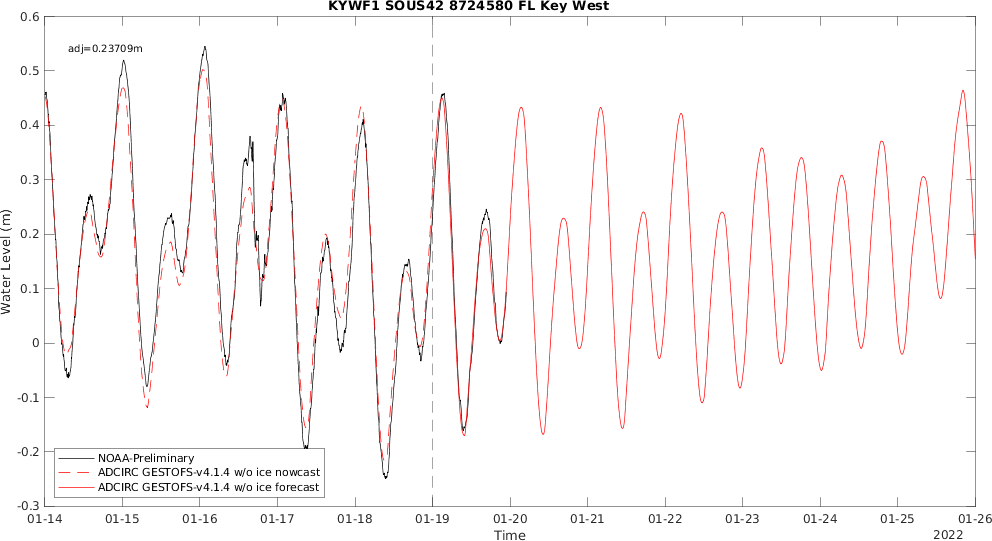 KYWF1 SOUS42 8724580 FL Key West
adj=0.23709m
0.6
0.5
0.4
0.3
0.2
0.1
0
-0.1
-0.2
-0.3
Water Level (m)
NOAA-Preliminary
ADCIRC GESTOFS-v4.1.4 w/o ice nowcast
ADCIRC GESTOFS-v4.1.4 w/o ice forecast
01-14 01-15 01-16 01-17 01-18 01-19 01-20 01-21 01-22 01-23 01-24 01-25 01-26
Time
2022